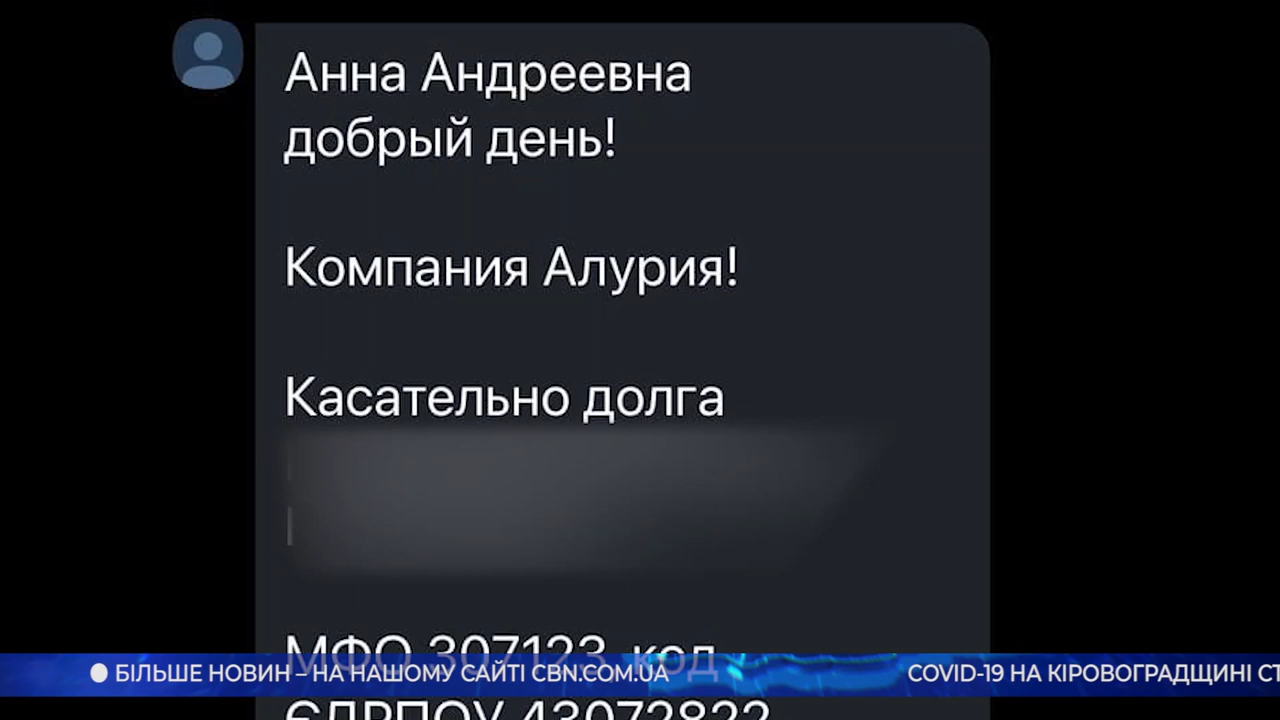 Анна Андреевна
добрый день!
Компания Алурия!
Касательно долга
МФО 307123, код
БІЛЬШЕ НОВИН – НА НАШОМУ САЙТІ CBN.COM.UA
COVID-19 НА КІРОВОГРАДЩИНІ СТ
ЄДРПОУ 43072822